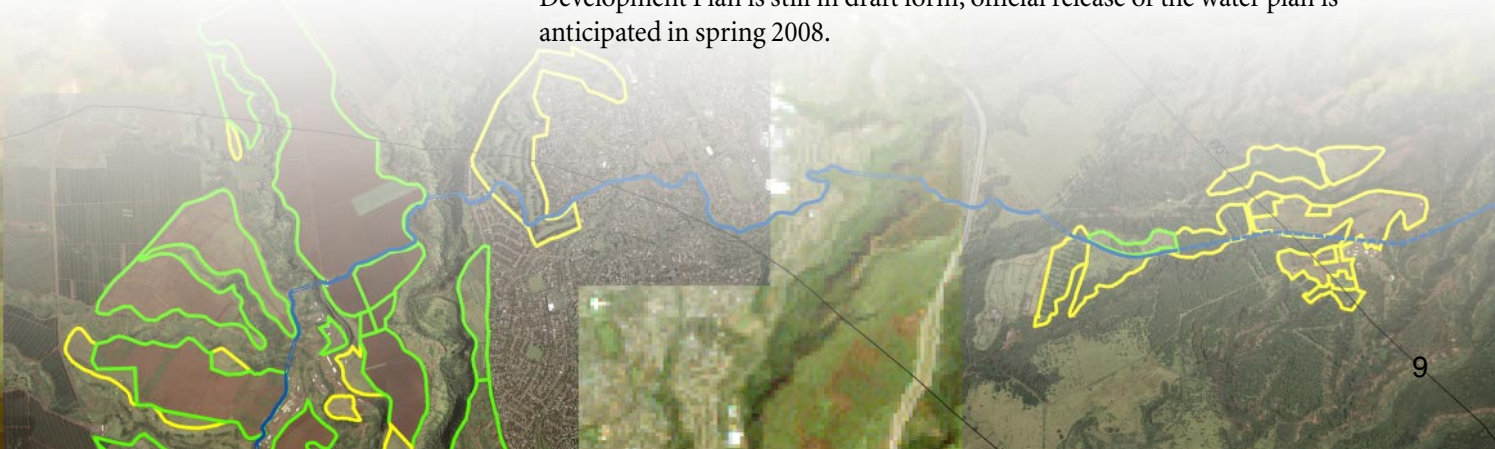 Development Plan is still in draft form; official release of the water plan is
anticipated in spring 2008.
9